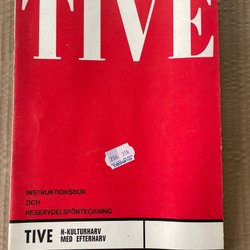 TIVE
INSTRUKTIONSBOK
OCH
RESERVDELSFÖRTECKNING
TIVE H-KULTURHARV
MED EFTERHARV